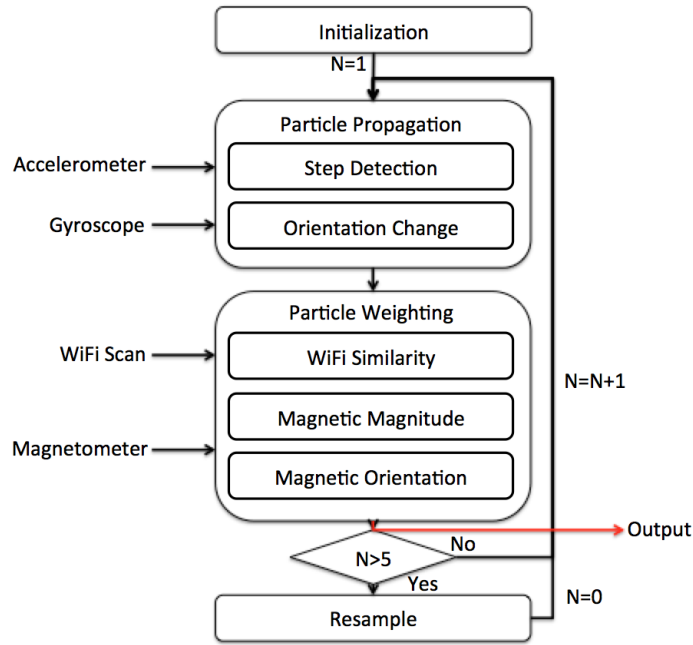 Initialization
N=1
Particle Propagation
Accelerometer
Step Detection
Gyroscope
Orientation Change
Particle Weighting
WiFi Scan
WiFi Similarity
N=N+1
Magnetic Magnitude
Magnetometer
Magnetic Orientation
Output
No
N>5
Yes
N=0
Resample